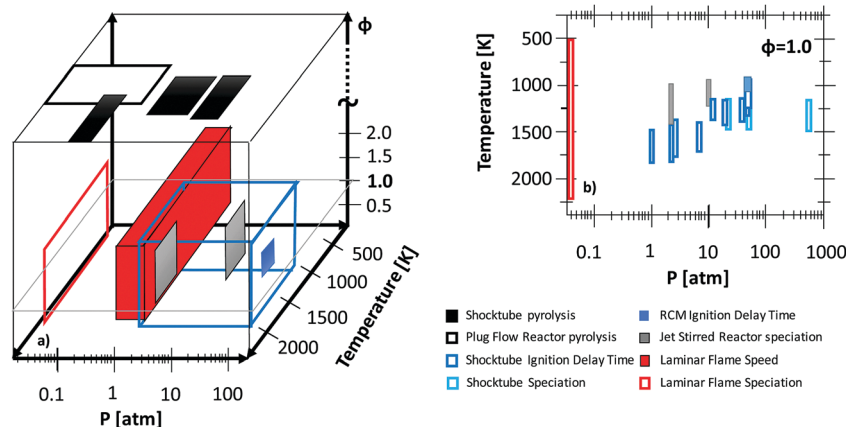 ϕ
2.0
1.5
1.0
0.5
500
1000
1500
2000
Temperature [K]
a)
0.1 1 10 100
P [atm]
ϕ=1.0
Temperature [K]
500
1000
1500
2000
b)
0.1 1 10 100 1000
P [atm]
Shocktube pyrolysis
Plug Flow Reactor pyrolysis
Shocktube Ignition Delay Time
Shocktube Speciation
RCM Ignition Delay Time
Jet Stirred Reactor speciation
Laminar Flame Speed
Laminar Flame Speciation